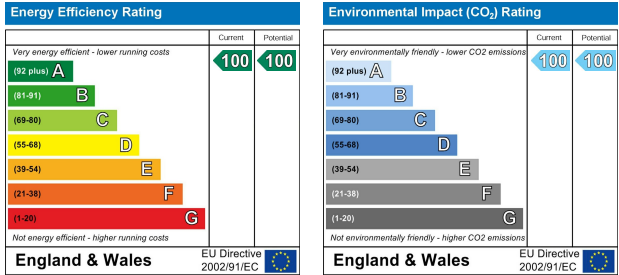 Energy Efficiency Rating
Current Potential
Very energy efficient - lower running costs
(92 plus) A
100 100
(81-91) B
(69-80) C
(55-68) D
(39-54) E
(21-38) F
(1-20) G
Not energy efficient - higher running costs
England & Wales
EU Directive
2002/91/EC
Environmental Impact (CO₂) Rating
Current Potential
Very environmentally friendly - lower CO2 emissions
(92 plus) A
100 100
(81-91) B
(69-80) C
(55-68) D
(39-54) E
(21-38) F
(1-20) G
Not environmentally friendly - higher CO2 emissions
England & Wales
EU Directive
2002/91/EC